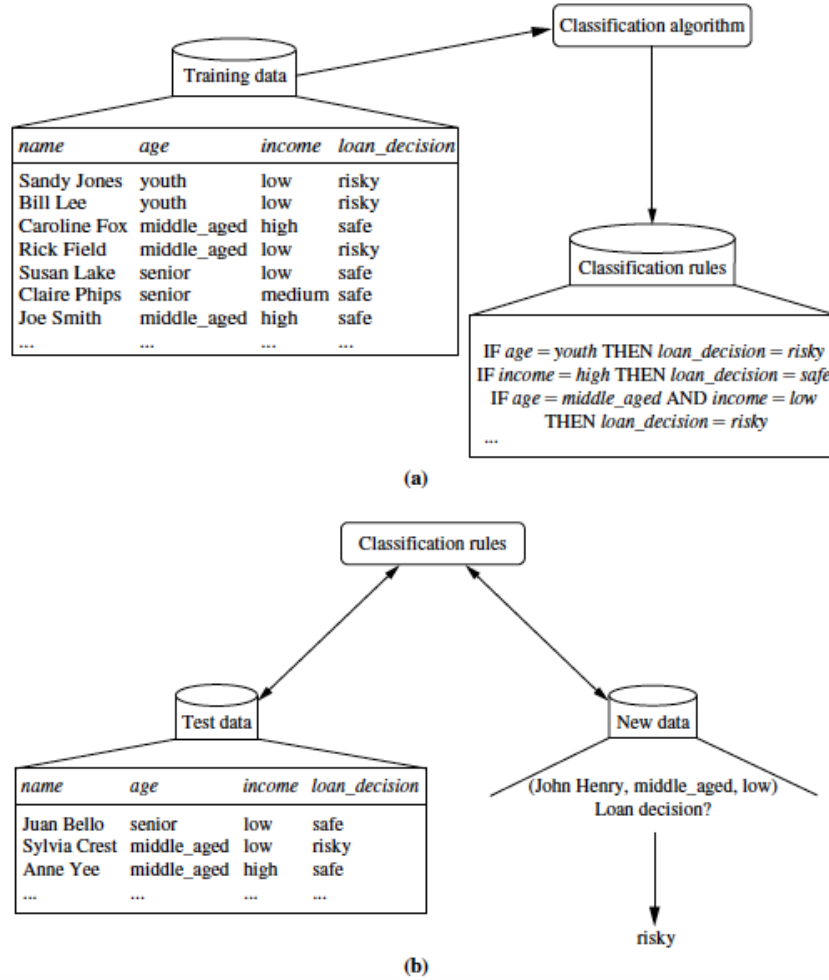 Classification algorithm
Training data
name age income loan_decision
Sandy Jones youth low risky
Bill Lee youth low risky
Caroline Fox middle_aged high safe
Rick Field middle_aged low risky
Susan Lake senior low safe
Claire Phips senior medium safe
Joe Smith middle_aged high safe
... ... ... ...
Classification rules
IF age = youth THEN loan_decision = risky
IF income = high THEN loan_decision = safe
IF age = middle_aged AND income = low
THEN loan_decision = risky
...
(a)
Classification rules
Test data
name age income loan_decision
Juan Bello senior low safe
Sylvia Crest middle_aged low risky
Anne Yee middle_aged high safe
... ... ... ...
New data
(John Henry, middle_aged, low)
Loan decision?
risky
(b)